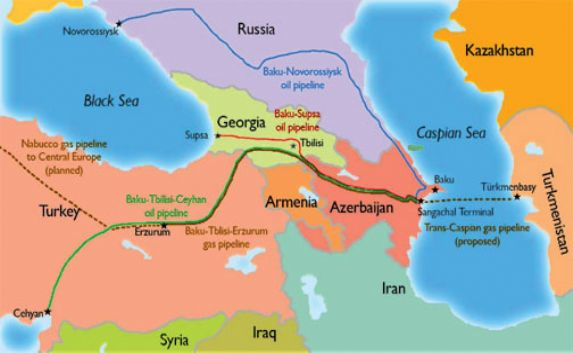 Novorossiysk
Russia
Kazakhstan
Baku-Novorossiysk
oil pipeline
Black Sea
Georgia
Baku-Supsa
oil pipeline
Caspian Sea
Supsa
Tbilisi
Nabucco gas pipeline
to Central Europe
(planned)
Baku
Türkmenbasy
Turkmenistan
Turkey
Baku-Tbilisi-Ceyhan
oil pipeline
Armenia
Azerbaijan
Sangachal Terminal
Trans-Caspian gas pipeline
(proposed)
Erzurum
Baku-Tblisi-Erzurum
gas pipeline
Iran
Cehyan
Syria
Iraq